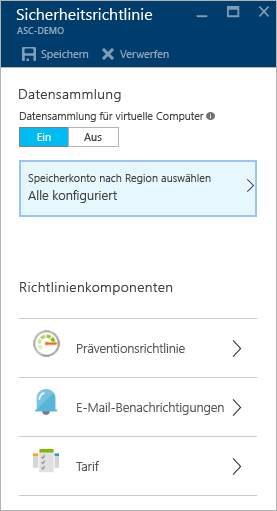 Sicherheitsrichtlinie
ASC-DEMO
Speichern Verwerfen
Datensammlung
Datensammlung für virtuelle Computer
Ein Aus
Speicherkonto nach Region auswählen
Alle konfiguriert
Richtlinienkomponenten
Präventionsrichtlinie
E-Mail-Benachrichtigungen
Tarif